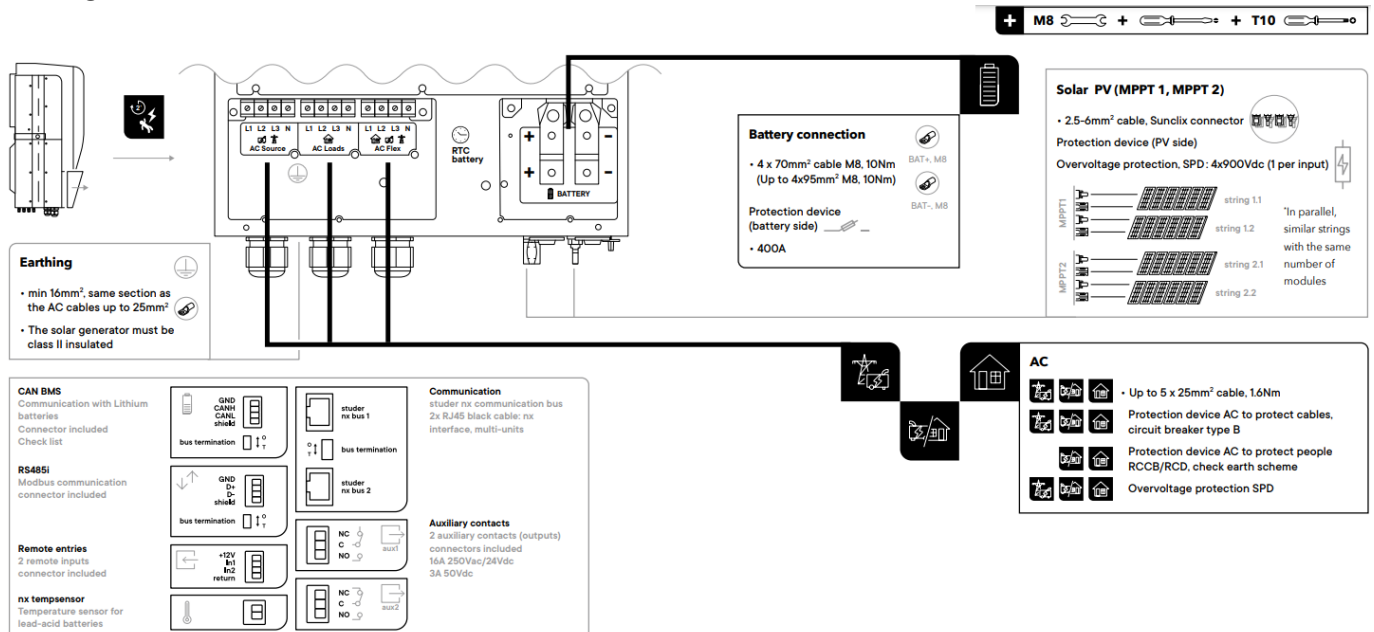 + M8 + + T10
L1 L2 L3 N
AC Source
L1 L2 L3 N
AC Loads
L1 L2 L3 N
AC Flex
RTC
battery
+ -
+ -
BATTERY
Battery connection
• 4 x 70mm² cable M8, 10Nm
(Up to 4x95mm² M8, 10Nm)
Protection device
(battery side)
• 400A
BAT+, M8
BAT-, M8
Solar PV (MPPT 1, MPPT 2)
• 2.5-6mm² cable, Sunclix connector
Protection device (PV side)
Overvoltage protection, SPD: 4x900Vdc (1 per input)
MPPT1
string 1.1
string 1.2
MPPT2
string 2.1
string 2.2
*In parallel,
similar strings
with the same
number of
modules
Earthing
• min 16mm², same section as
the AC cables up to 25mm²
• The solar generator must be
class II insulated
AC
• Up to 5 x 25mm² cable, 1.6Nm
Protection device AC to protect cables,
circuit breaker type B
Protection device AC to protect people
RCCB/RCD, check earth scheme
Overvoltage protection SPD
CAN BMS
Communication with Lithium
batteries
Connector included
Check list
GND
CANH
CANL
shield
bus termination
O
T
RS485i
Modbus communication
connector included
GND
D+
D-
shield
bus termination
O
T
Remote entries
2 remote inputs
connector included
+12V
In1
In2
return
nx tempsensor
Temperature sensor for
lead-acid batteries
studer
nx bus 1
O
T
bus termination
studer
nx bus 2
Communication
studer nx communication bus
2x RJ45 black cable: nx
interface, multi-units
NC
C
NO
aux1
NC
C
NO
aux2
Auxiliary contacts
2 auxiliary contacts (outputs)
connectors included
16A 250Vac/24Vdc
3A 50Vdc